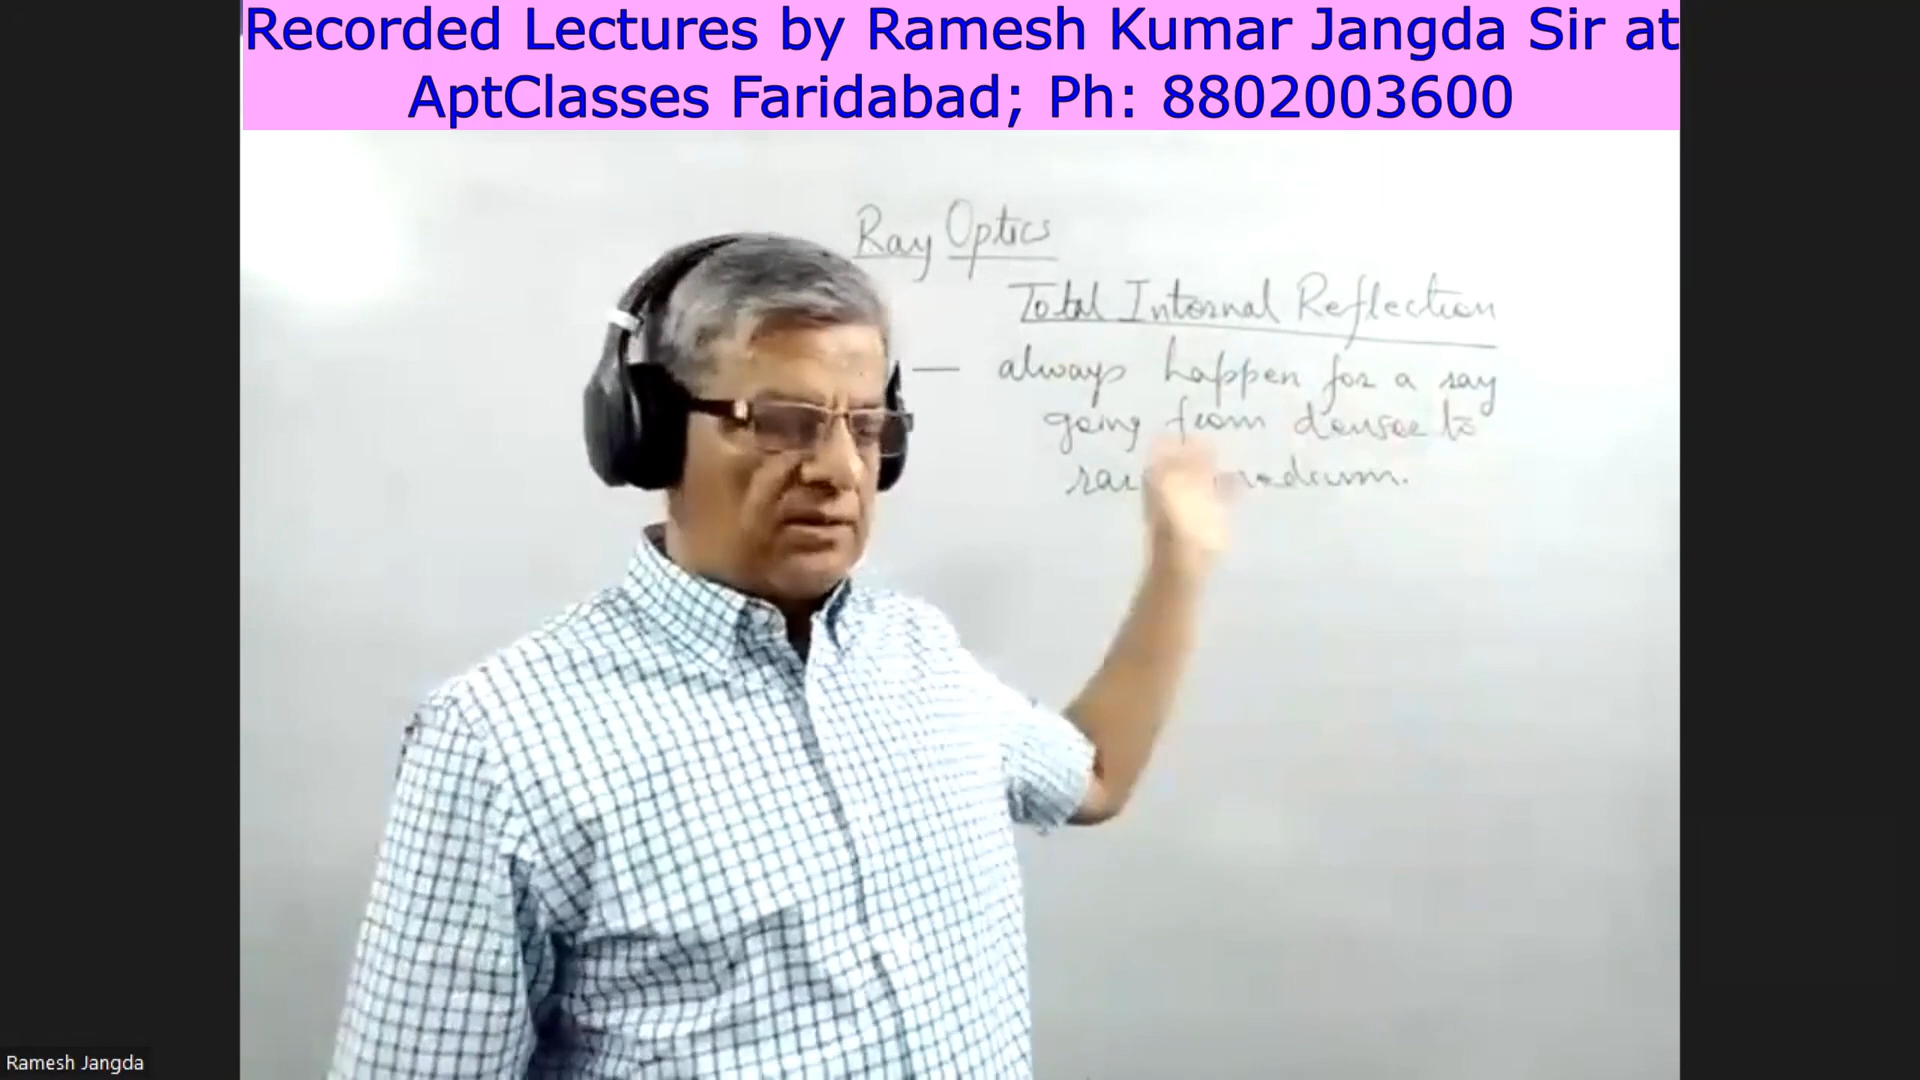 Recorded Lectures by Ramesh Kumar Jangda Sir at
AptClasses Faridabad; Ph: 8802003600
Ray Optics
Total Internal Reflection
— always happen for a ray
going from denser to
medium.
Ramesh Jangda